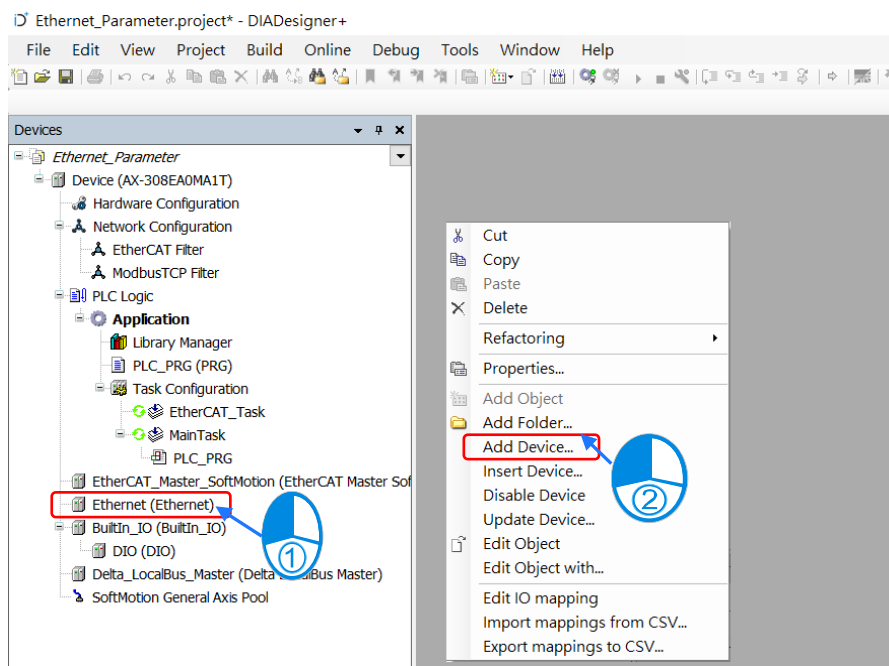 Ethernet_Parameter.project* - DIADesigner+
File Edit View Project Build Online Debug Tools Window Help
Devices
Ethernet_Parameter
Device (AX-308EA0MA1T)
Hardware Configuration
Network Configuration
EtherCAT Filter
ModbusTCP Filter
PLC Logic
Application
Library Manager
PLC_PRG (PRG)
Task Configuration
EtherCAT_Task
MainTask
PLC_PRG
EtherCAT_Master_SoftMotion (EtherCAT Master Sof
Ethernet (Ethernet)
BuiltIn_IO (BuiltIn_IO)
①
DIO (DIO)
Delta_LocalBus_Master (Delta LocalBus Master)
SoftMotion General Axis Pool
Cut
Copy
Paste
Delete
Refactoring
Properties...
Add Object
Add Folder...
Add Device...
Insert Device...
②
Disable Device
Update Device...
Edit Object
Edit Object with...
Edit IO mapping
Import mappings from CSV...
Export mappings to CSV...